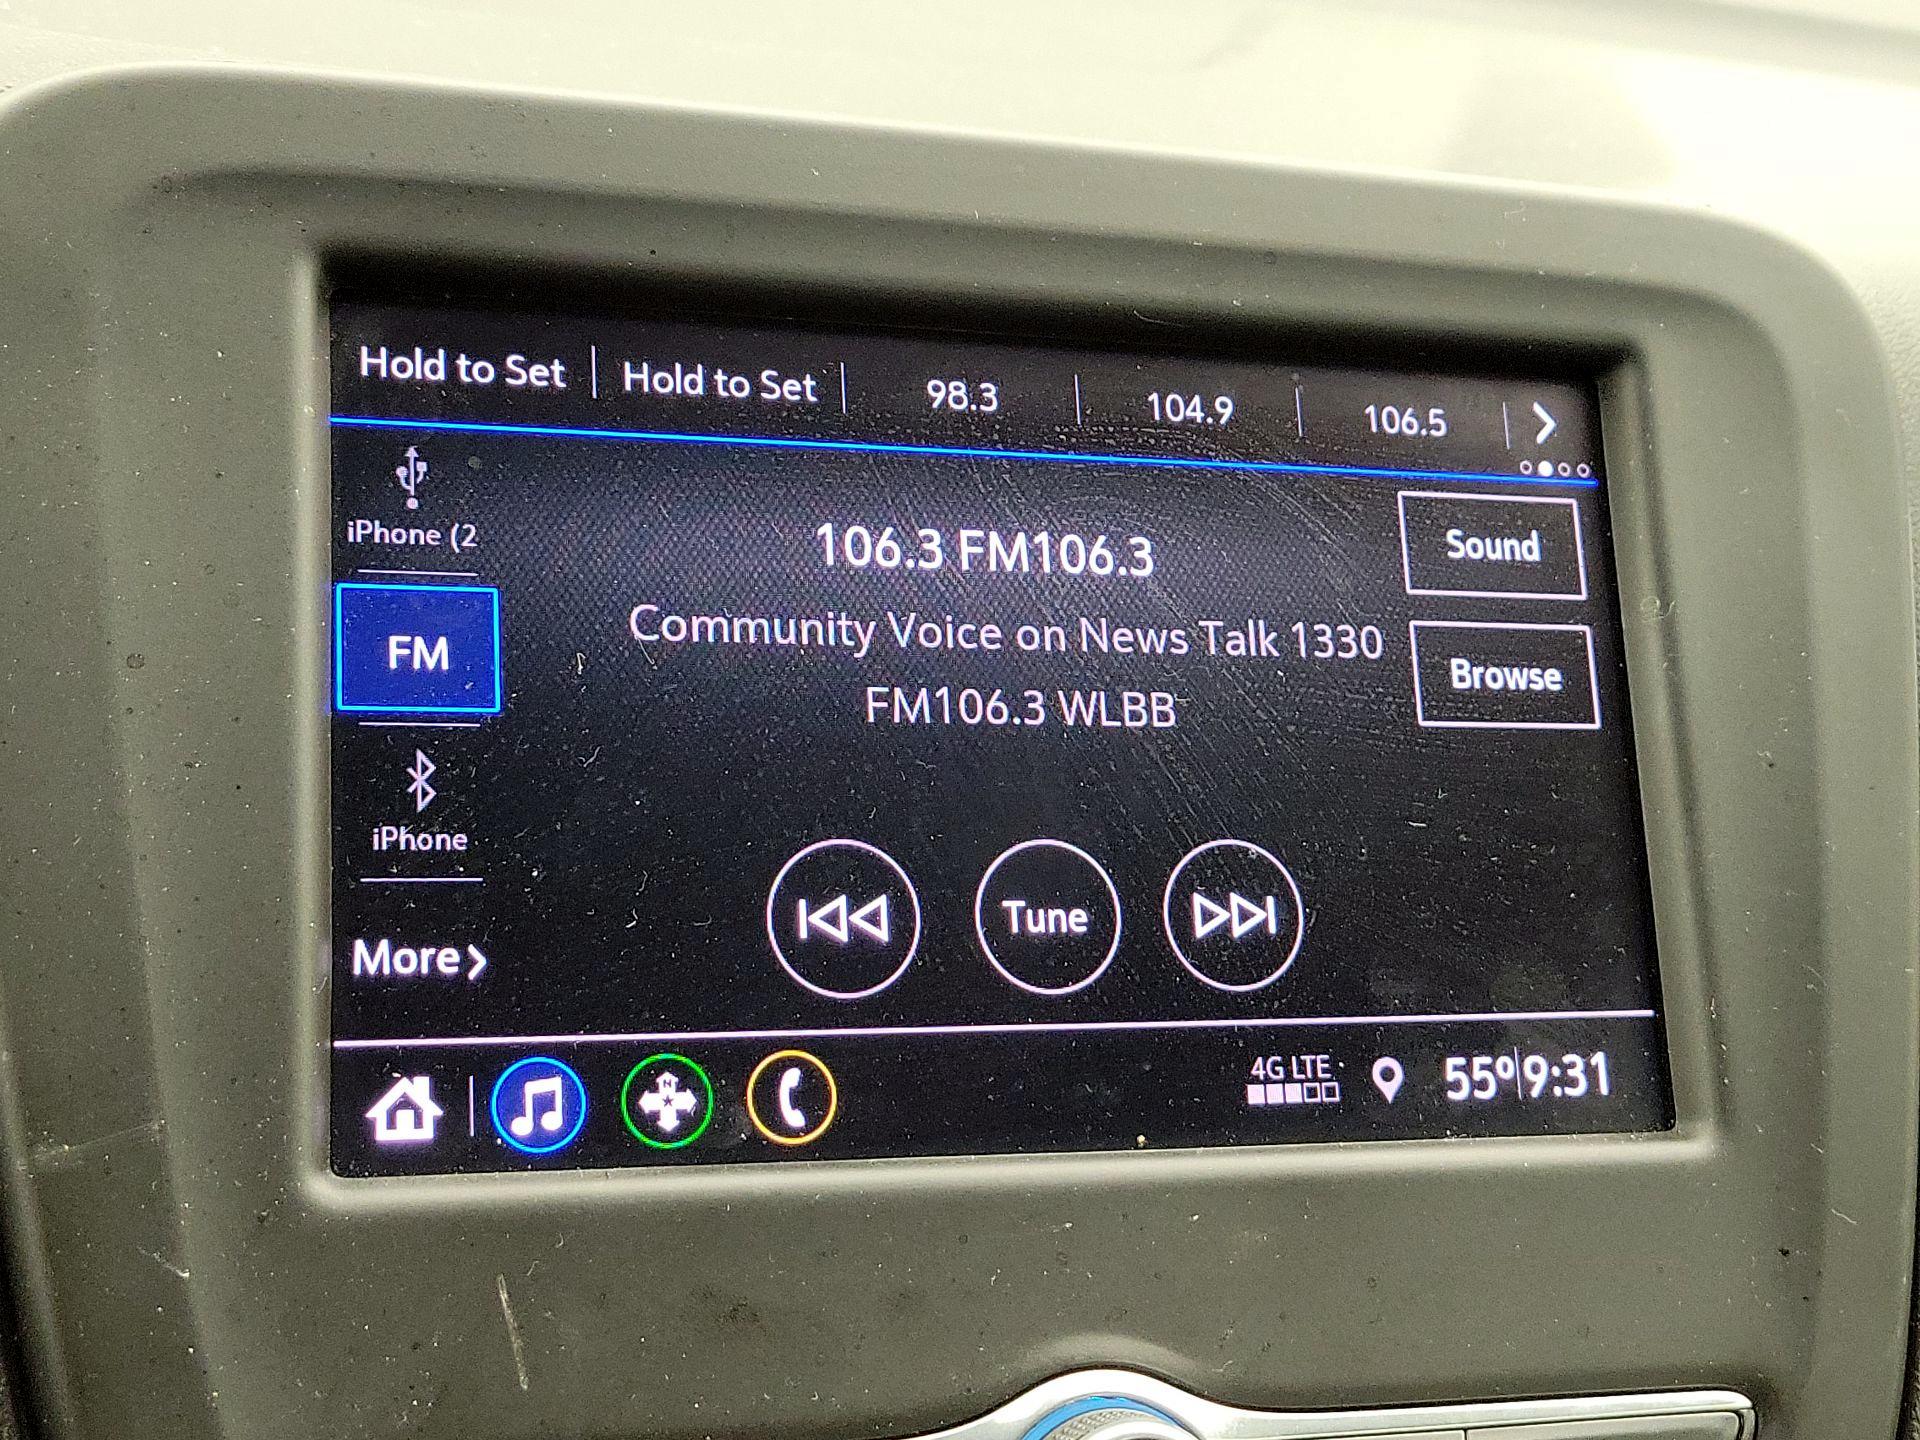 Hold to Set Hold to Set 98.3 104.9 106.5
iPhone (2
106.3 FM106.3
Sound
FM
Community Voice on News Talk 1330
FM106.3 WLBB
Browse
iPhone
More
Tune
N
4G LTE
55° 9:31